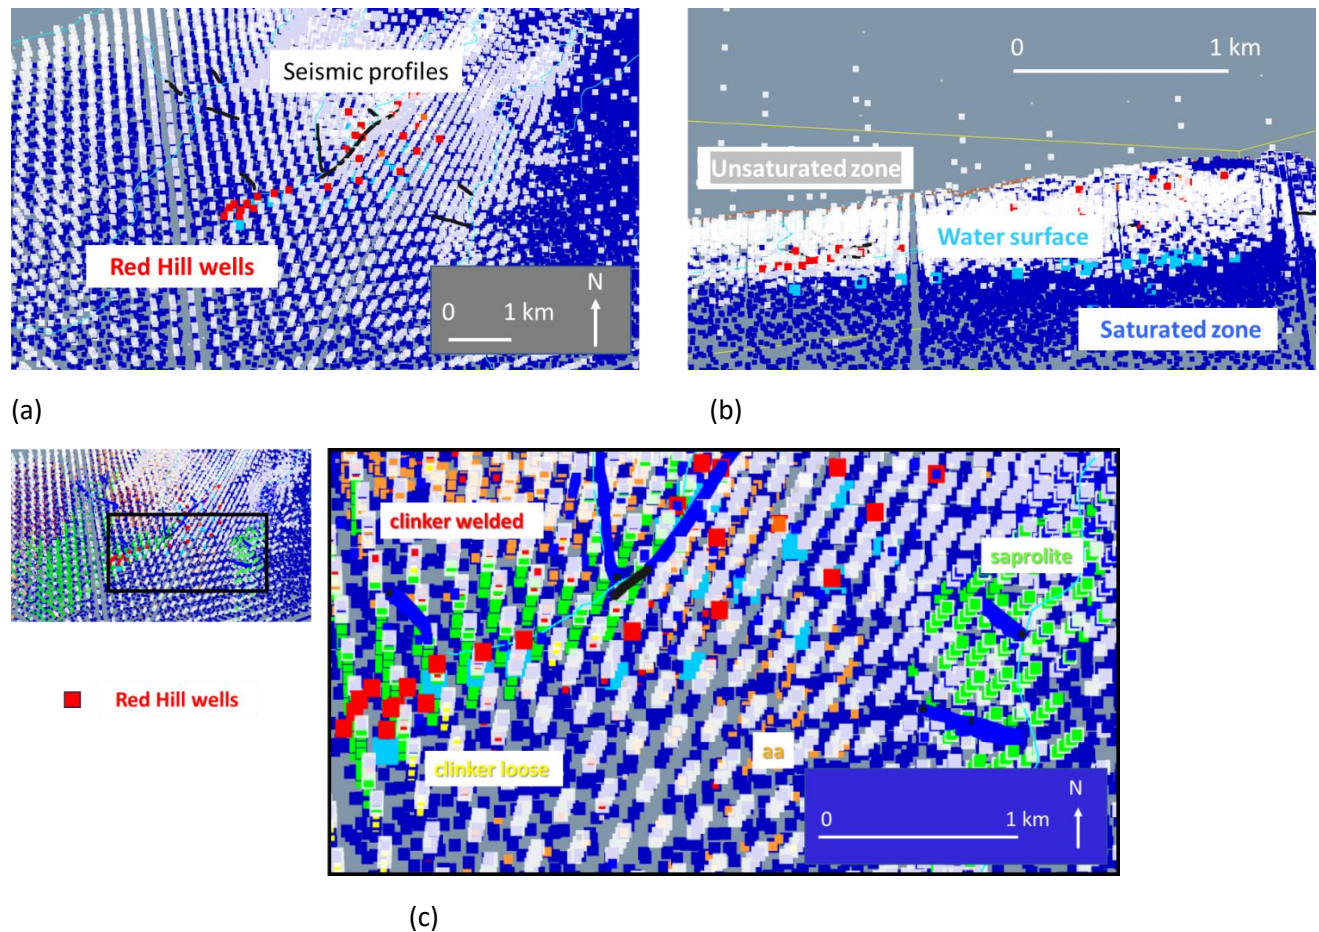 Seismic profiles
Red Hill wells
N
0 1 km
(a)
0 1 km
Unsaturated zone
Water surface
Saturated zone
(b)
Red Hill wells
clinker welded
saprolite
clinker loose
aa
N
0 1 km
(c)